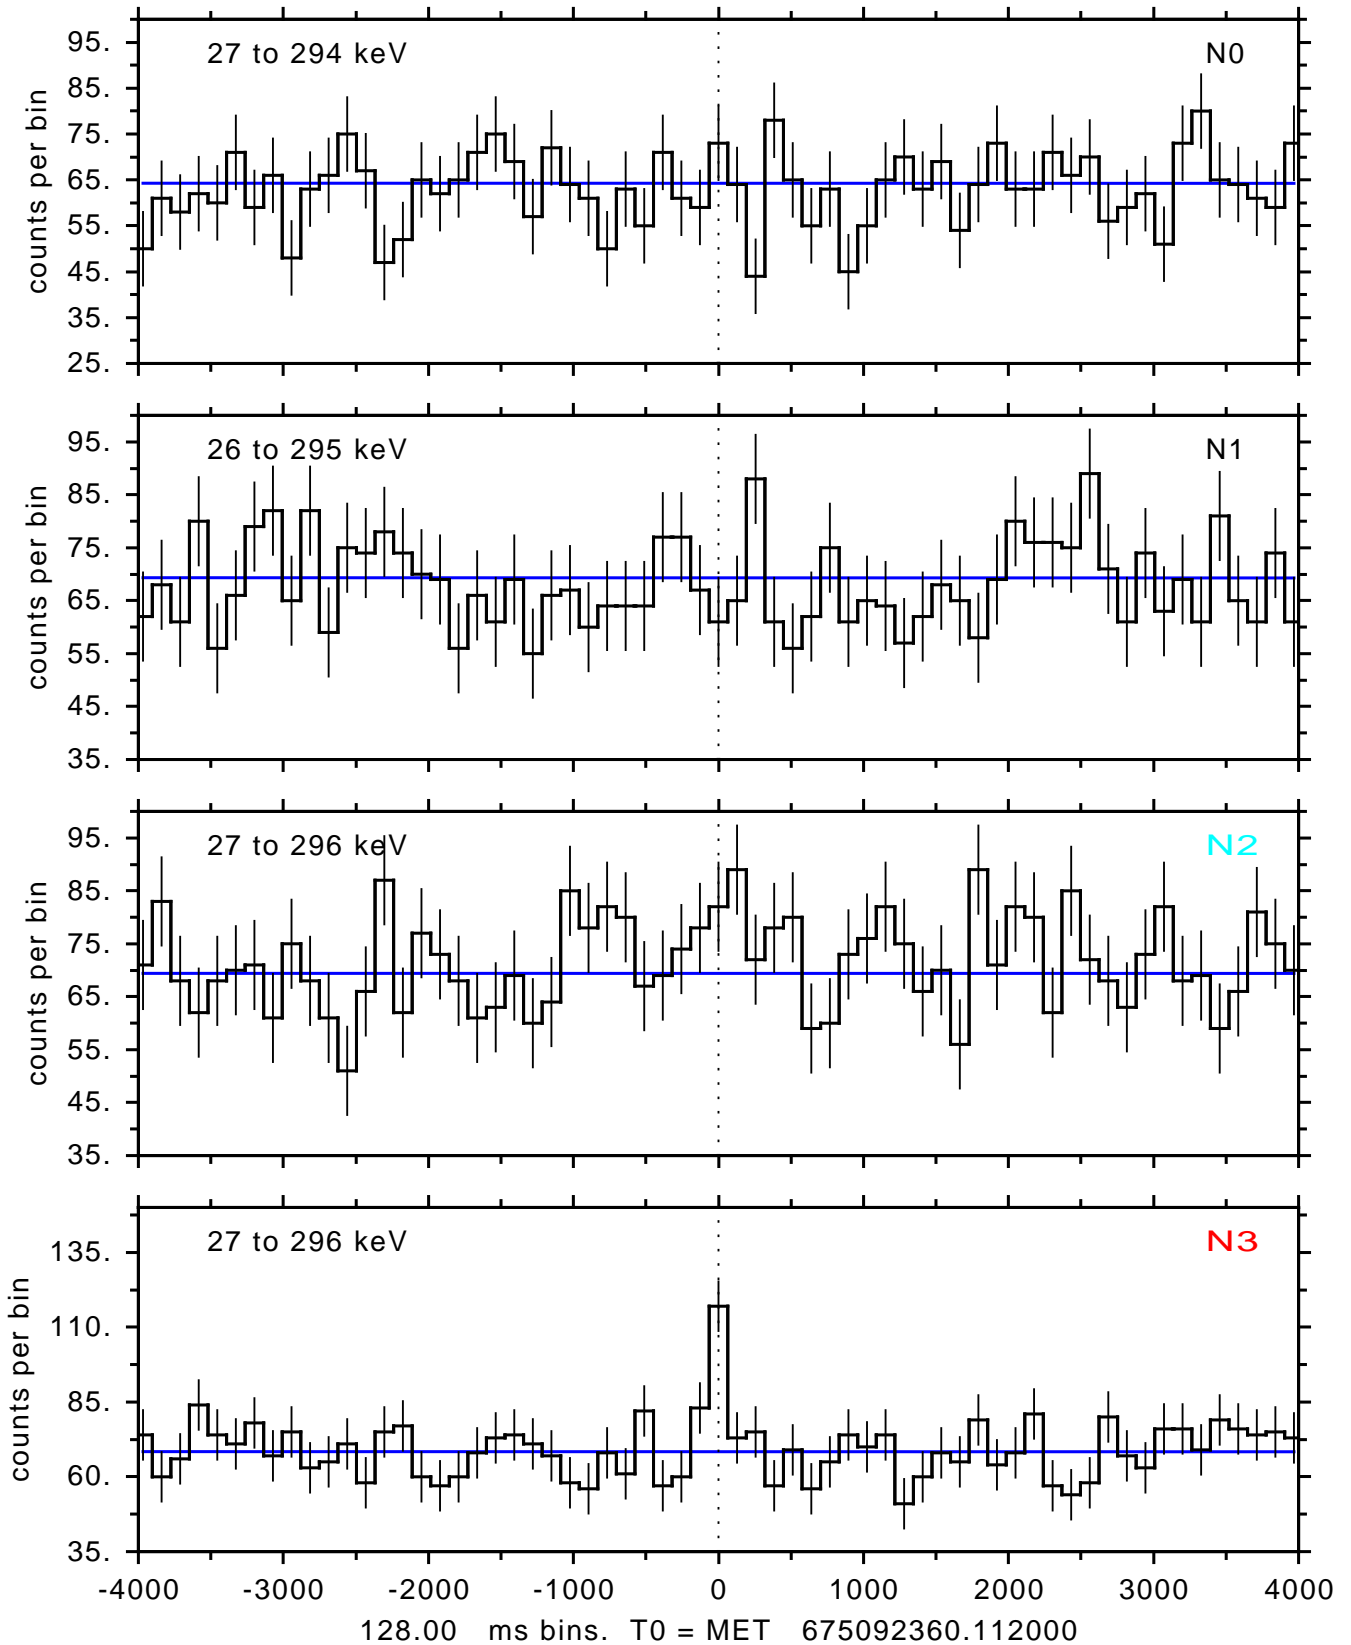 27 to 294 keV N0
95.
85.
75.
65.
55.
45.
35.
25.
counts per bin
26 to 295 keV N1
95.
85.
75.
65.
55.
45.
35.
counts per bin
27 to 296 keV N2
95.
85.
75.
65.
55.
45.
35.
counts per bin
27 to 296 keV N3
135.
110.
85.
60.
35.
counts per bin
-4000 -3000 -2000 -1000 0 1000 2000 3000 4000
128.00 ms bins. T0 = MET 675092360.112000